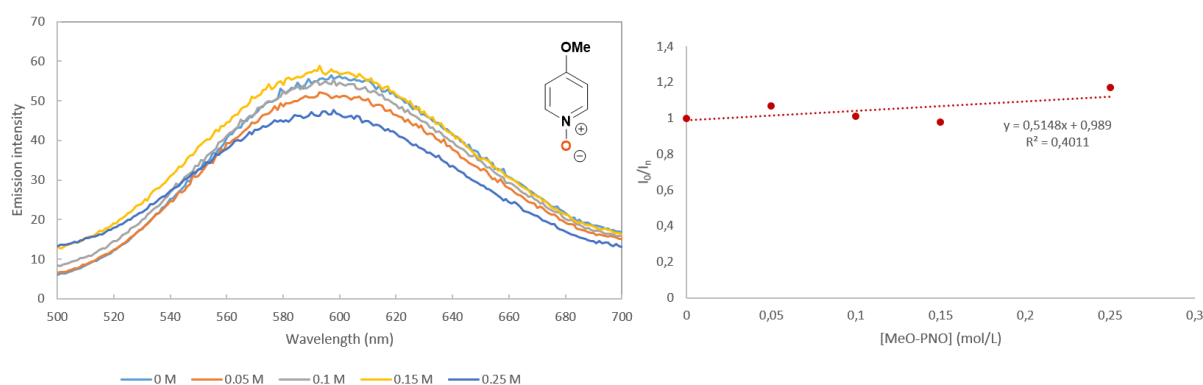 70
60
50
40
30
20
10
0
500
520
540
560
580
600
620
640
660
680
700
Emission intensity
Wavelength (nm)
OMe
N
O
0 M
0.05 M
0.1 M
0.15 M
0.25 M
1,4
1,2
1
0,8
0,6
0,4
0,2
0
0
0,05
0,1
0,15
0,2
0,25
0,3
I₀/Iₙ
[MeO-PNO] (mol/L)
y = 0,5148x + 0,989
R² = 0,4011